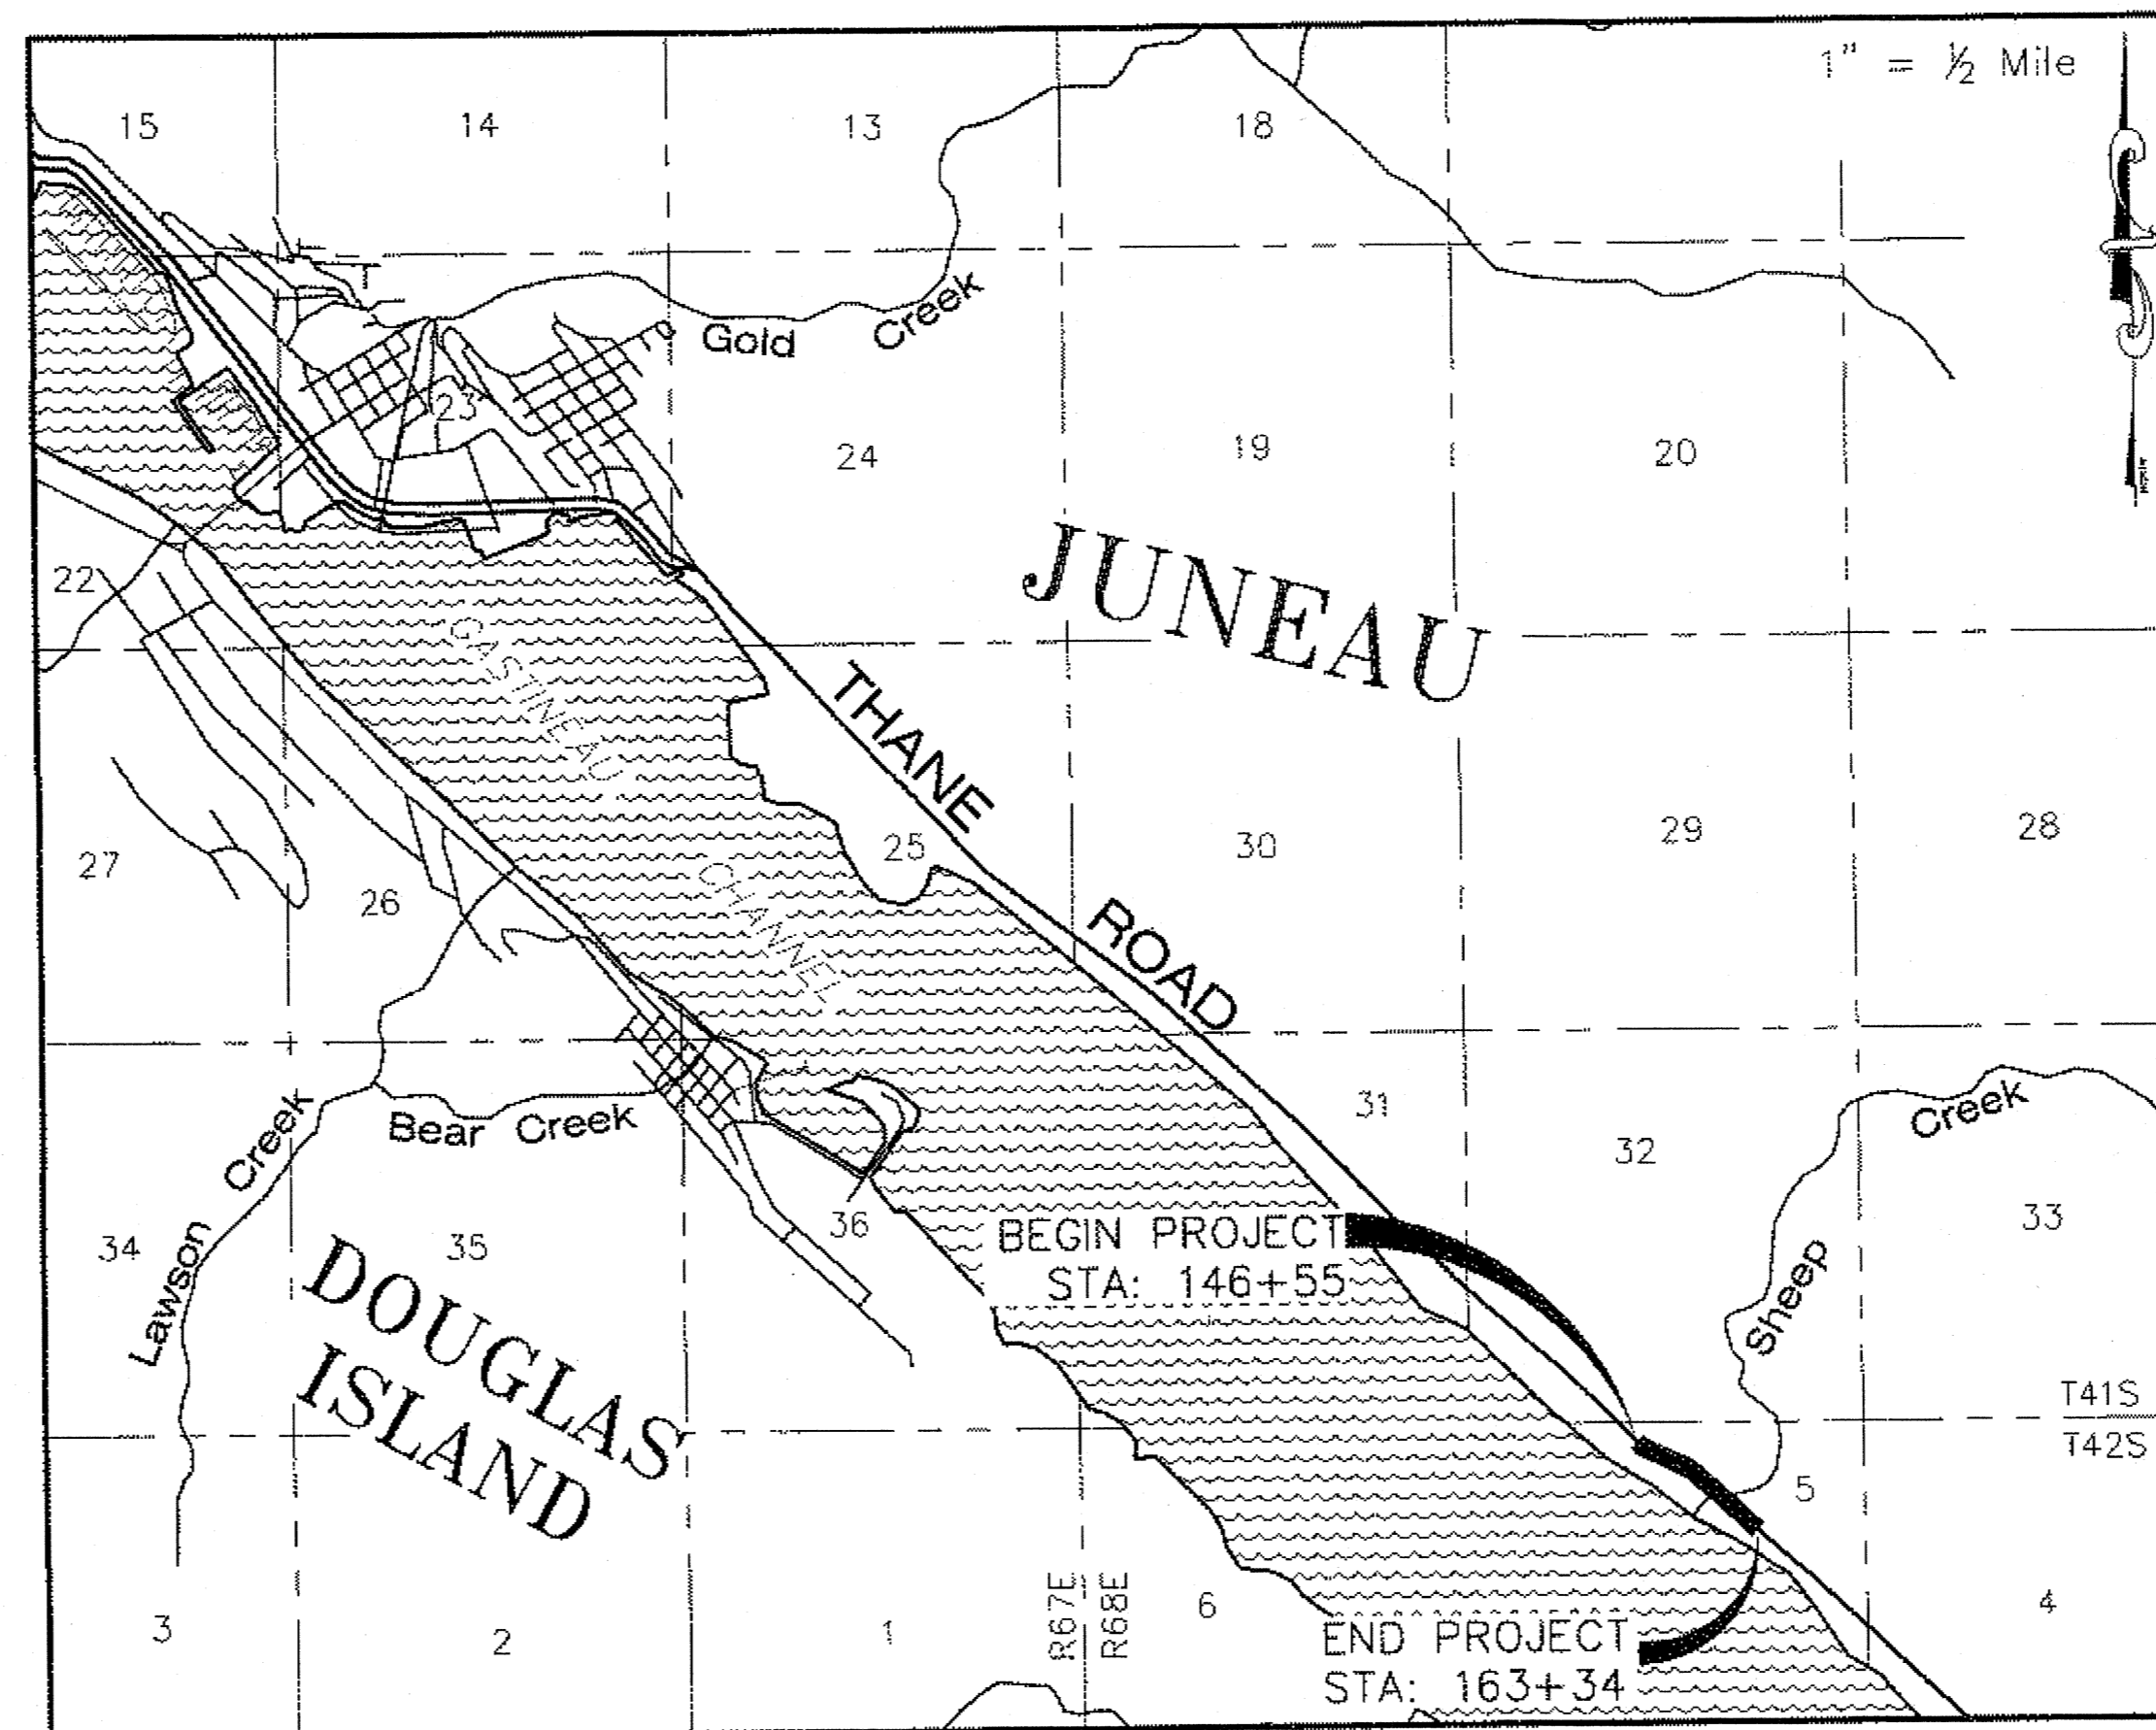 1" = ½ Mile
15
14
13
18
Gold Creek
23
24
19
20
22
JUNEAU
GASTINEAU
CHANNEL
THANE
ROAD
27
26
25
30
29
28
Bear Creek
Lawson Creek
34
35
36
31
32
33
Sheep Creek
DOUGLAS
ISLAND
BEGIN PROJECT
STA: 146+55
T41S
T42S
5
3
2
1
R67E
R68E
6
4
END PROJECT
STA: 163+34